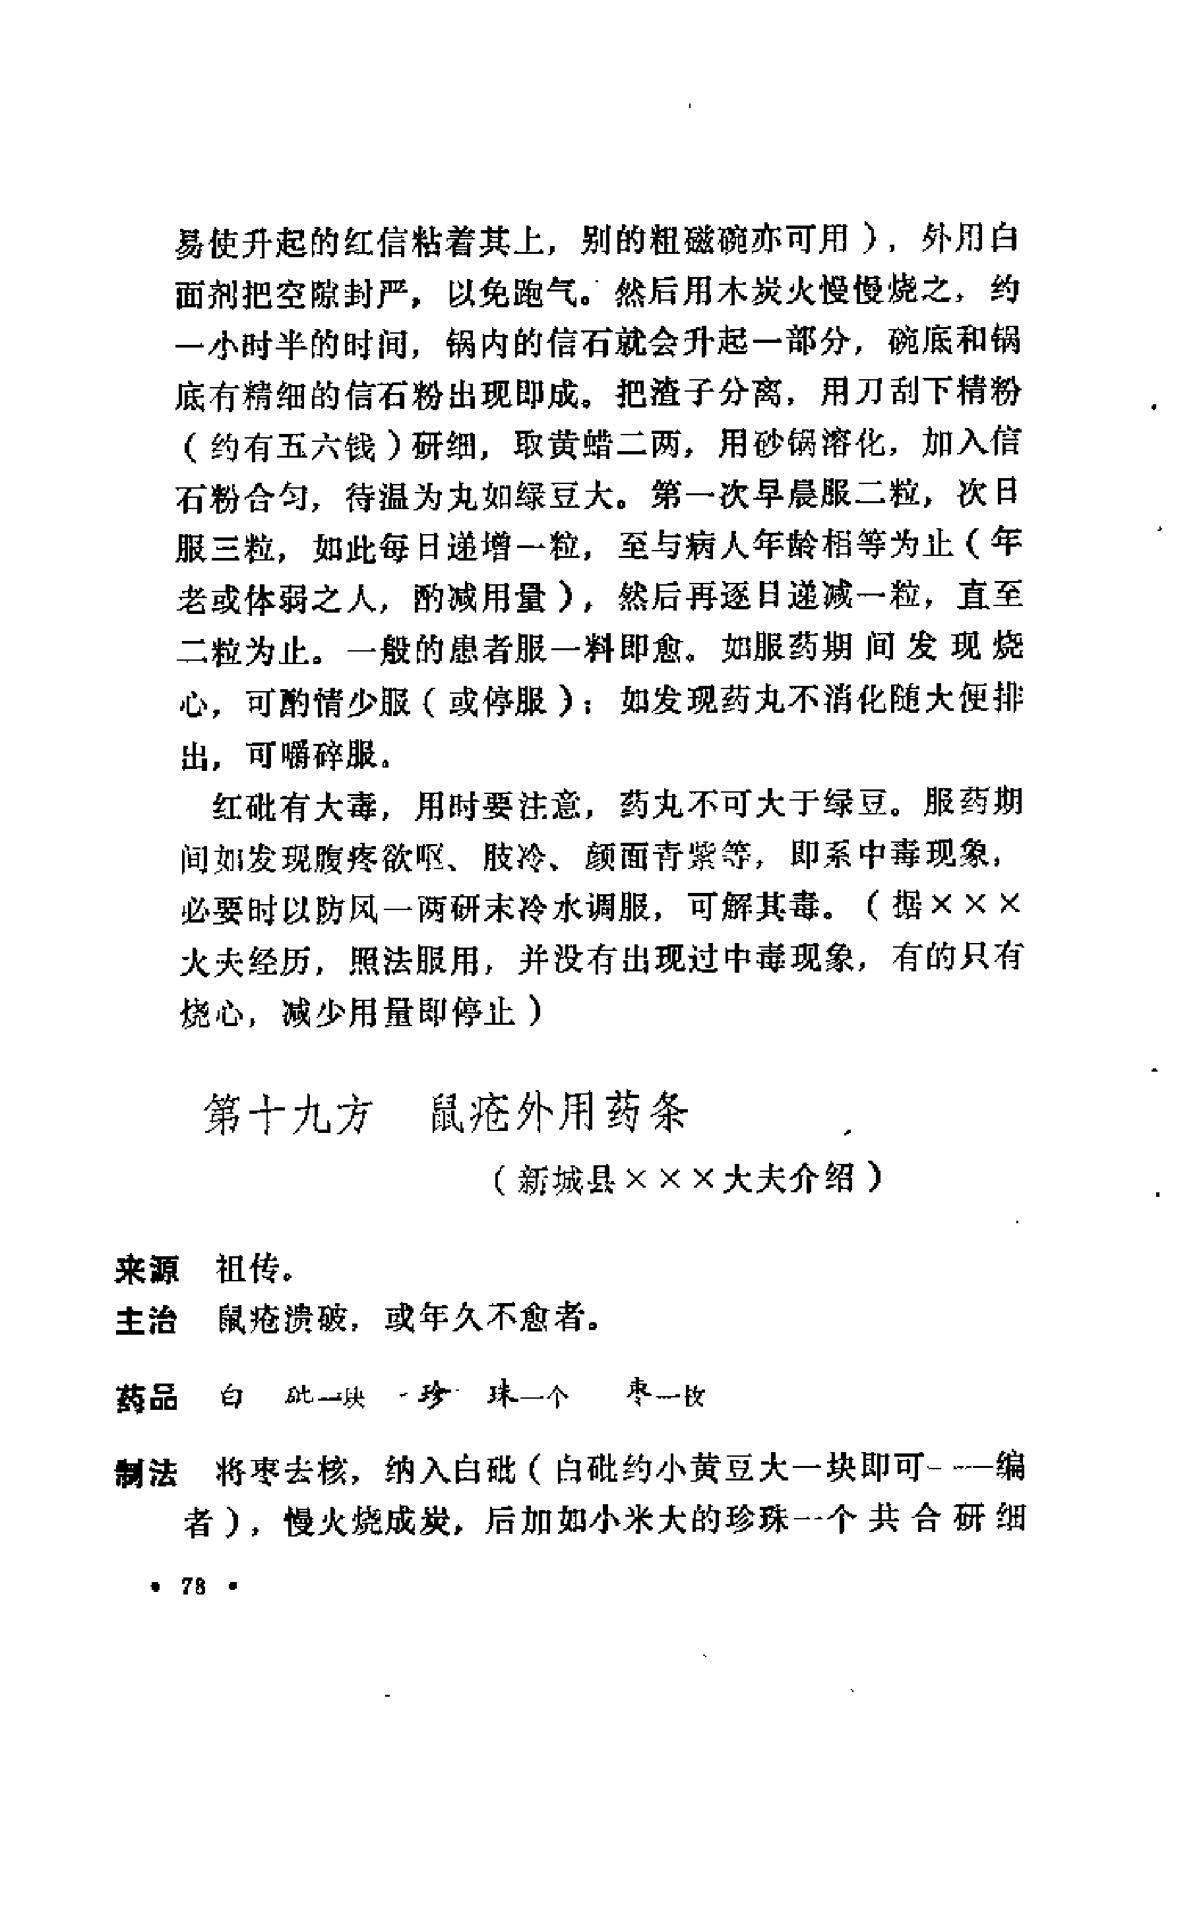 易使升起的红信粘着其上，别的粗磁碗亦可用），外用白
面剂把空隙封严，以免跑气。然后用木炭火慢慢烧之，约
一小时半的时间，锅内的信石就会升起一部分，碗底和锅
底有精细的信石粉出现即成。把渣子分离，用刀刮下精粉
（约有五六钱）研细，取黄蜡二两，用砂锅溶化，加入信
石粉合匀，待温为丸如绿豆大。第一次早晨服二粒，次日
服三粒，如此每日递增一粒，至与病人年龄相等为止（年
老或体弱之人，酌减用量），然后再逐日递减一粒，直至
二粒为止。一般的患者服一料即愈。如服药期间发现烧
心，可酌情少服（或停服）；如发现药丸不消化随大便排
出，可嚼碎服。
红砒有大毒，用时要注意，药丸不可大于绿豆。服药期
间如发现腹疼欲呕、肢冷、颜面青紫等，即系中毒现象，
必要时以防风一两研末冷水调服，可解其毒。（据×××
大夫经历，照法服用，并没有出现过中毒现象，有的只有
烧心，减少用量即停止）
第十九方　鼠疮外用药条
（新城县×××大夫介绍）
来源　祖传。
主治　鼠疮溃破，或年久不愈者。
药品　白　砒一块　珍　珠一个　枣一枚
制法　将枣去核，纳入白砒（白砒约小黄豆大一块即可——编
者），慢火烧成炭，后加如小米大的珍珠一个共合研细
• 78 •